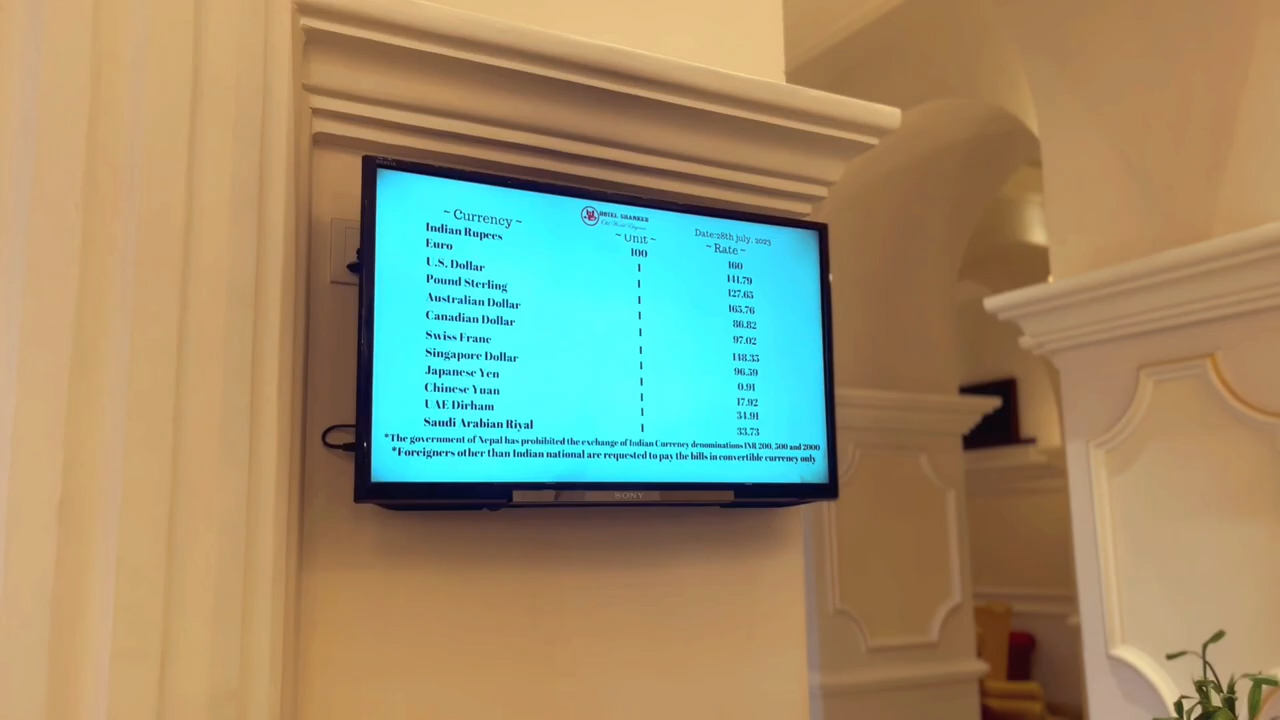 HOTEL SHANKER
Old World Elegance
Date:28th july, 2023
~ Currency ~ ~ Unit ~ ~ Rate ~
Indian Rupees 100 160
Euro 1 141.79
U.S. Dollar 1 127.65
Pound Sterling 1 165.76
Australian Dollar 1 86.82
Canadian Dollar 1 97.02
Swiss Franc 1 148.35
Singapore Dollar 1 96.59
Japanese Yen 1 0.91
Chinese Yuan 1 17.92
UAE Dirham 1 34.91
Saudi Arabian Riyal 1 33.73
*The government of Nepal has prohibited the exchange of Indian Currency denominations INR 200, 500 and 2000
*Foreigners other than Indian national are requested to pay the bills in convertible currency only
SONY